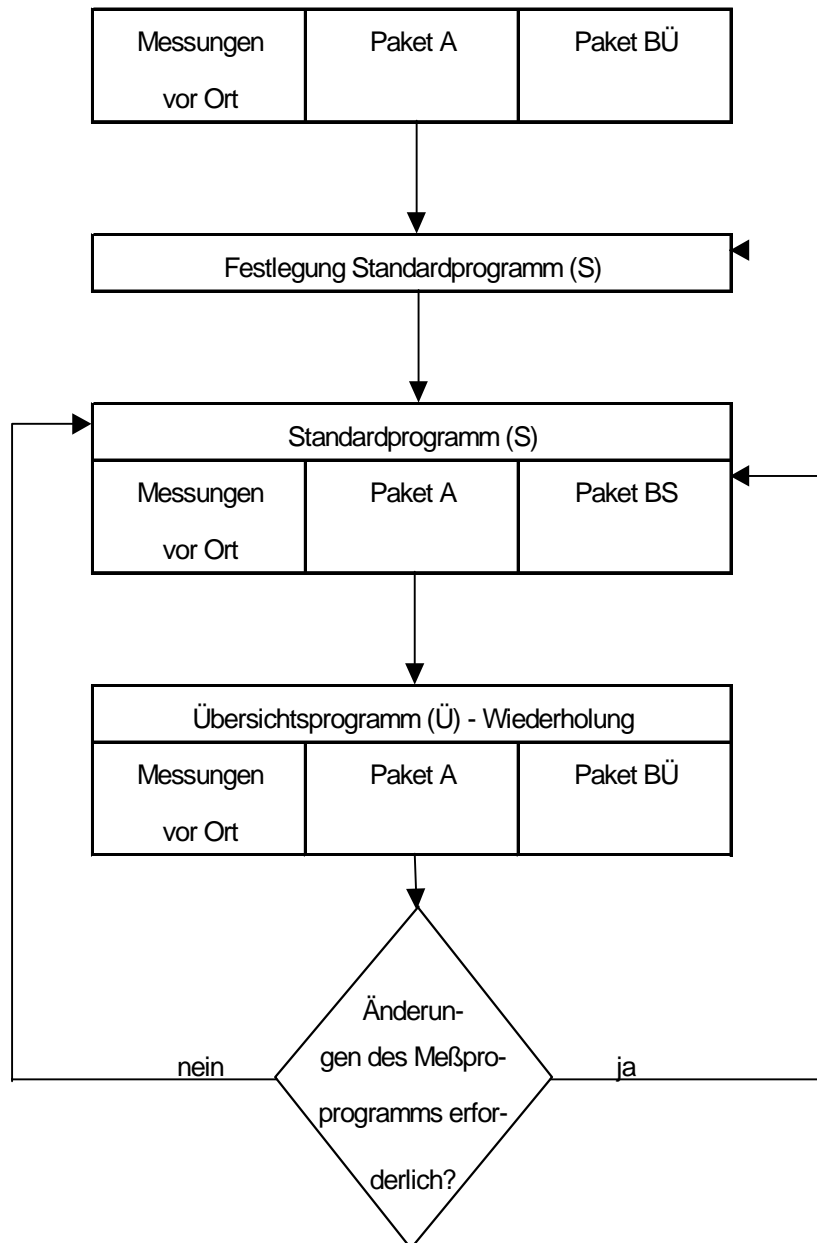 Messungen
vor Ort
Paket A
Paket BÜ
Festlegung Standardprogramm (S)
Standardprogramm (S)
Messungen
vor Ort
Paket A
Paket BS
Übersichtsprogramm (Ü) - Wiederholung
Messungen
vor Ort
Paket A
Paket BÜ
Änderun-
gen des Meßpro-
programms erfor-
derlich?
nein
ja